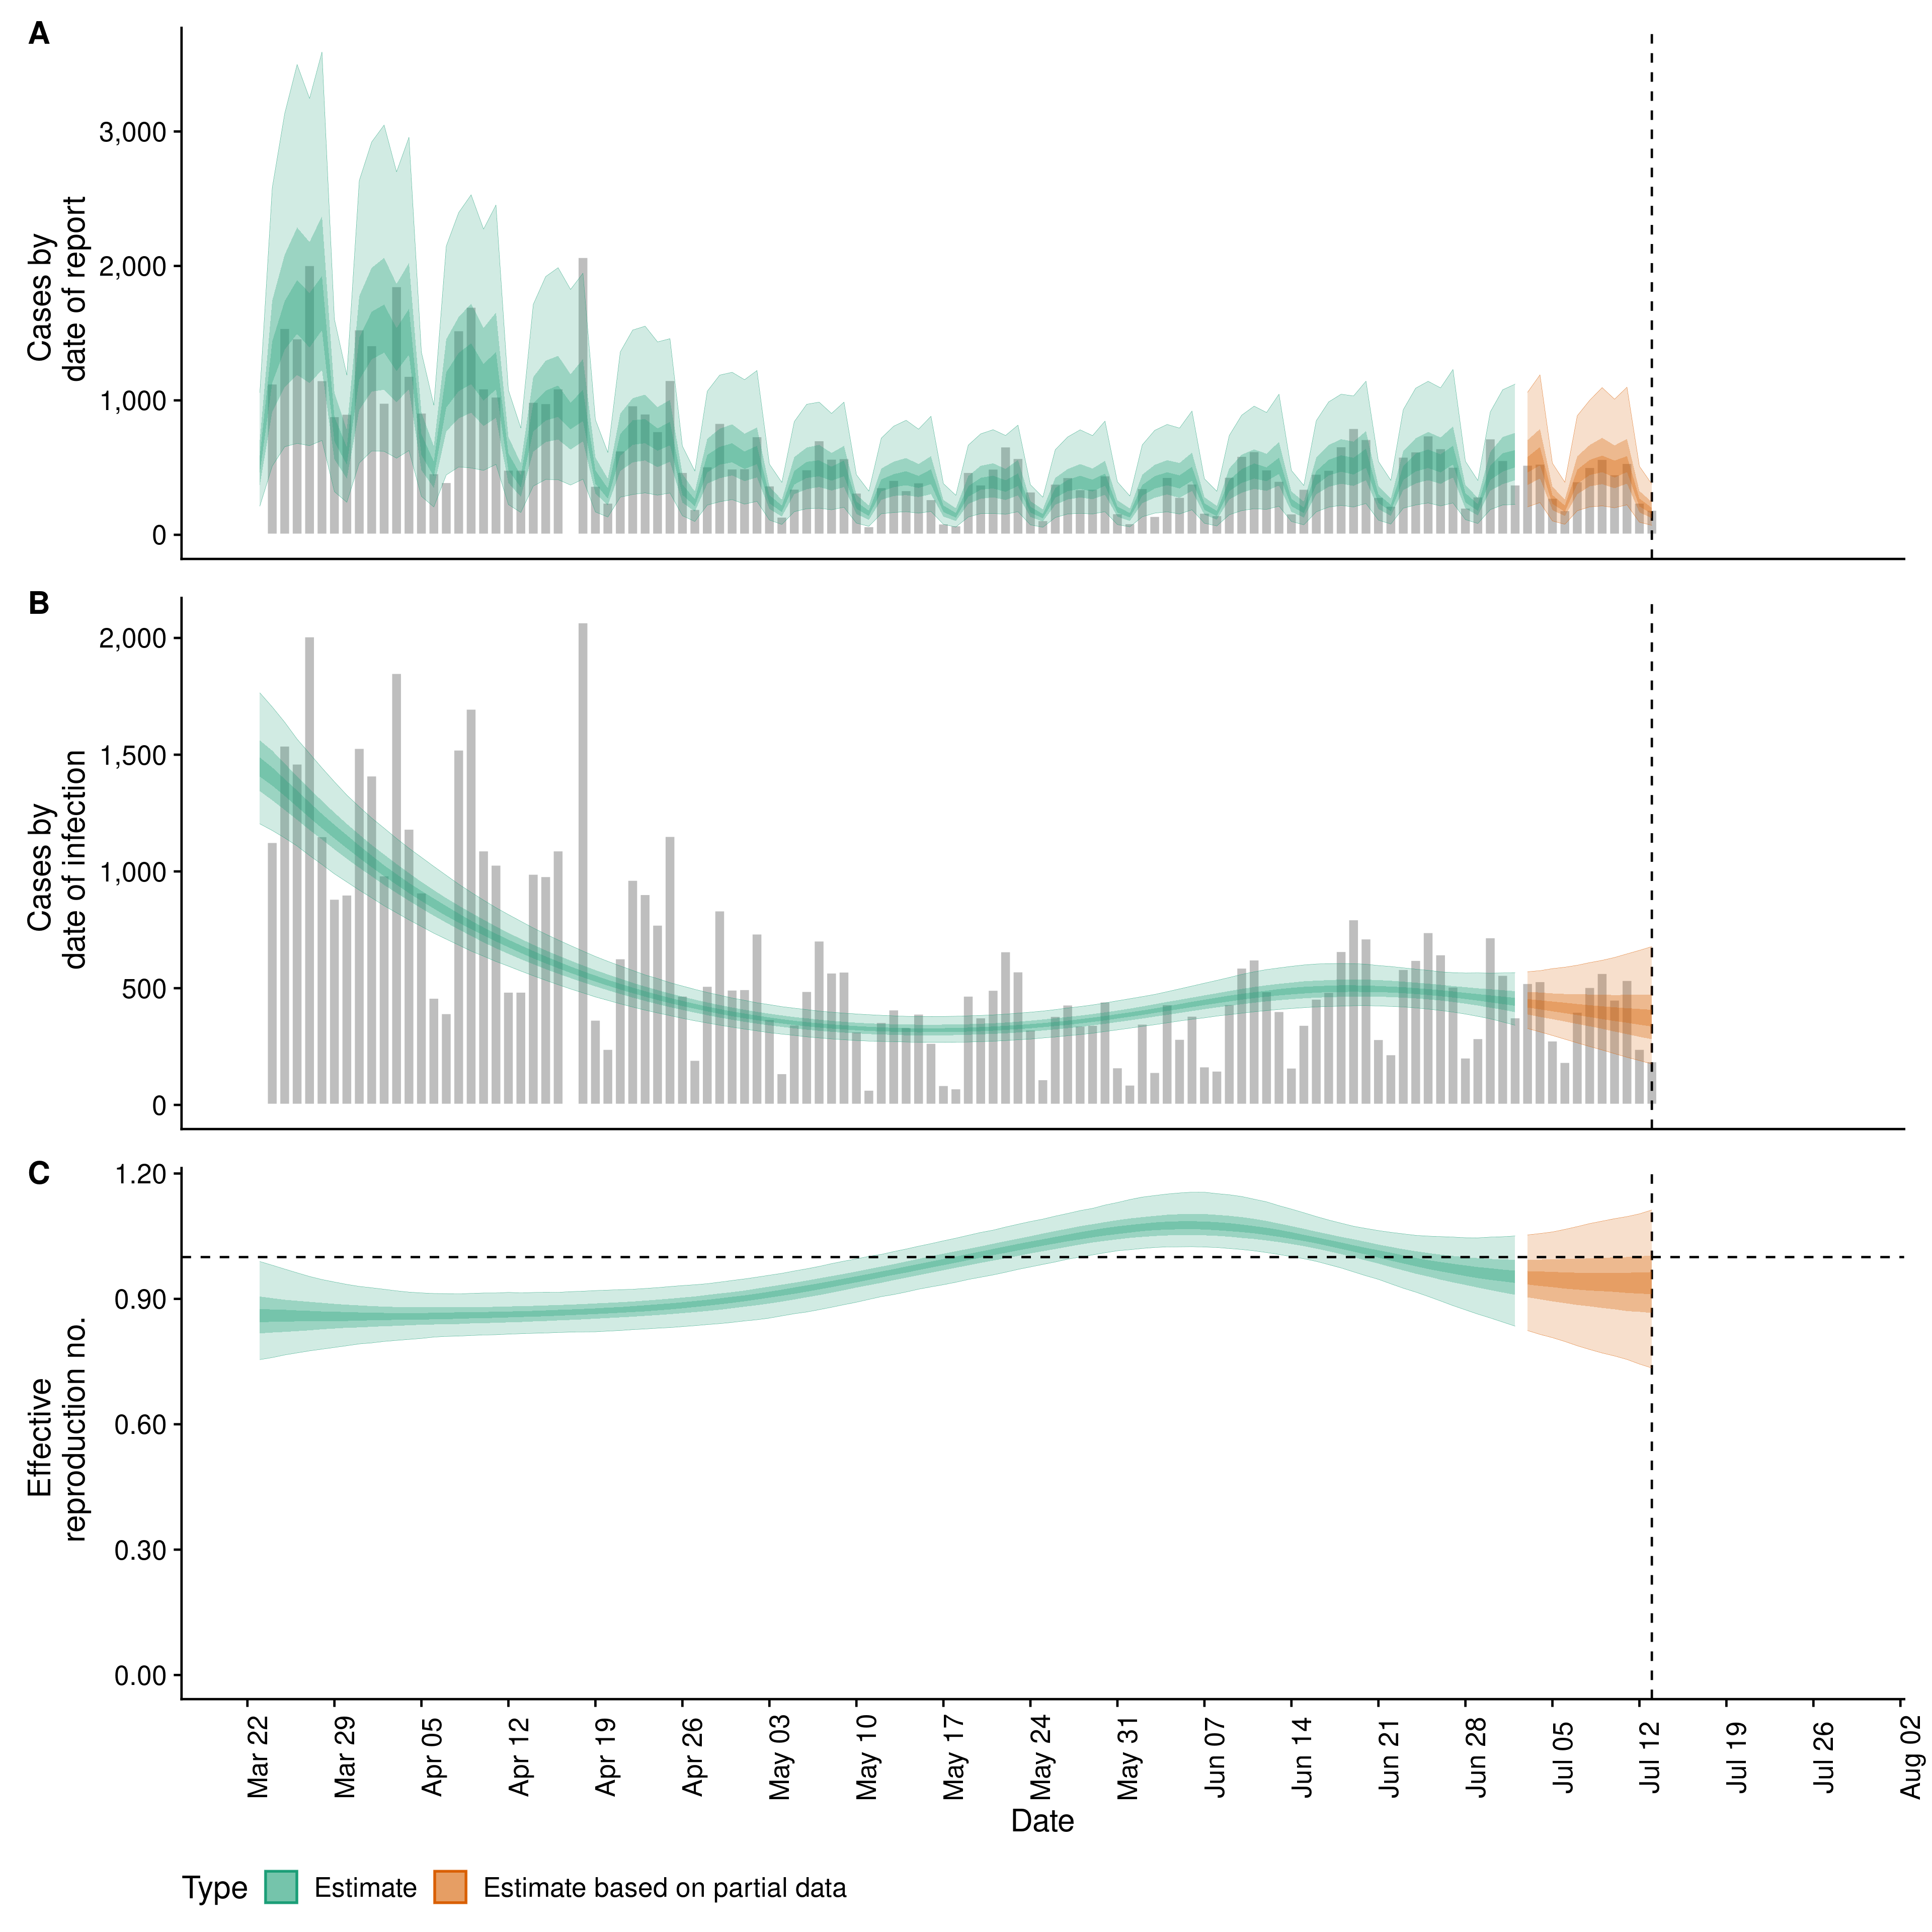 A
Cases by
date of report
3,000
2,000
1,000
0
B
Cases by
date of infection
2,000
1,500
1,000
500
0
C
Effective
reproduction no.
1.20
0.90
0.60
0.30
0.00
Mar 22
Mar 29
Apr 05
Apr 12
Apr 19
Apr 26
May 03
May 10
May 17
May 24
May 31
Jun 07
Jun 14
Jun 21
Jun 28
Jul 05
Jul 12
Jul 19
Jul 26
Aug 02
Date
Type Estimate Estimate based on partial data